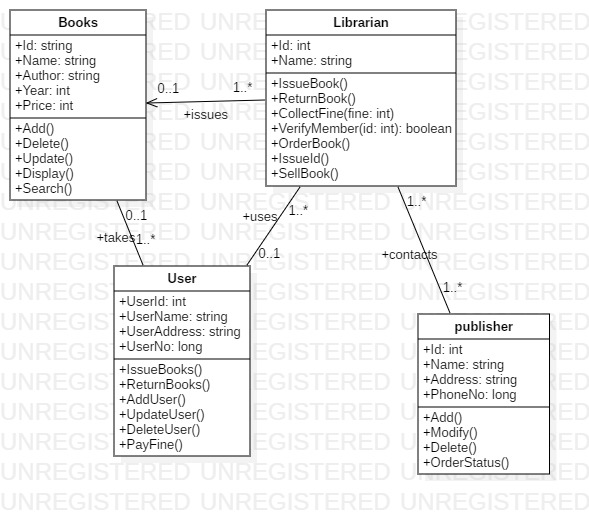 Books
+Id: string
+Name: string
+Author: string
+Year: int
+Price: int
+Add()
+Delete()
+Update()
+Display()
+Search()
0..1
1..*
+issues
Librarian
+Id: int
+Name: string
+IssueBook()
+ReturnBook()
+CollectFine(fine: int)
+VerifyMember(id: int): boolean
+OrderBook()
+IssueId()
+SellBook()
0..1
+takes
1..*
+uses
1..*
0..1
1..*
+contacts
1..*
User
+UserId: int
+UserName: string
+UserAddress: string
+UserNo: long
+IssueBooks()
+ReturnBooks()
+AddUser()
+UpdateUser()
+DeleteUser()
+PayFine()
publisher
+Id: int
+Name: string
+Address: string
+PhoneNo: long
+Add()
+Modify()
+Delete()
+OrderStatus()
UNREGISTERED